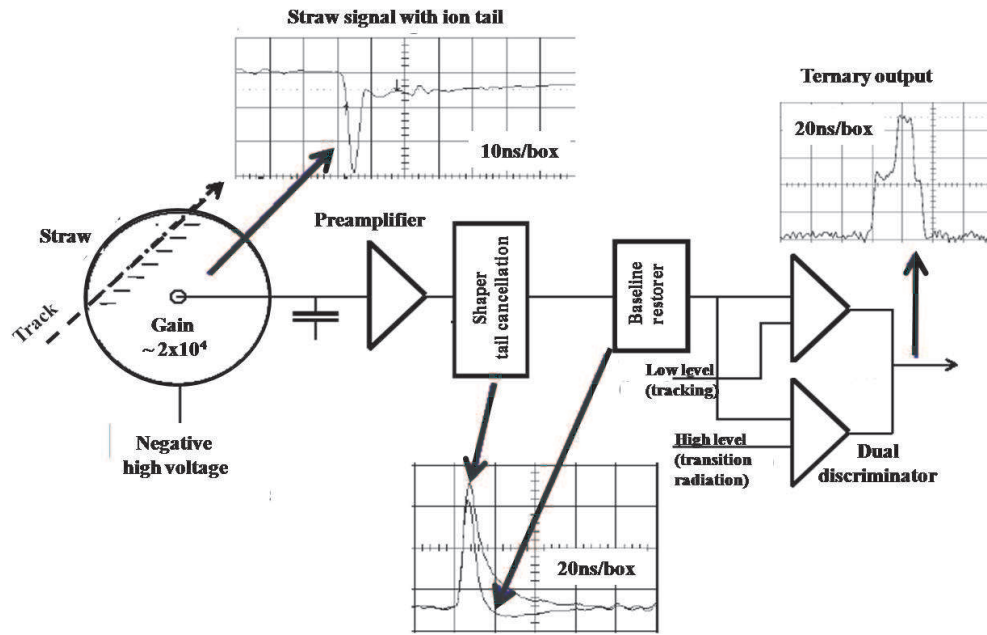 Straw signal with ion tail
10ns/box
Ternary output
20ns/box
Straw
Track
Gain
~2x10⁴
Negative
high voltage
Preamplifier
Shaper
tail cancellation
Baseline
restorer
Low level
(tracking)
High level
(transition
radiation)
Dual
discriminator
20ns/box